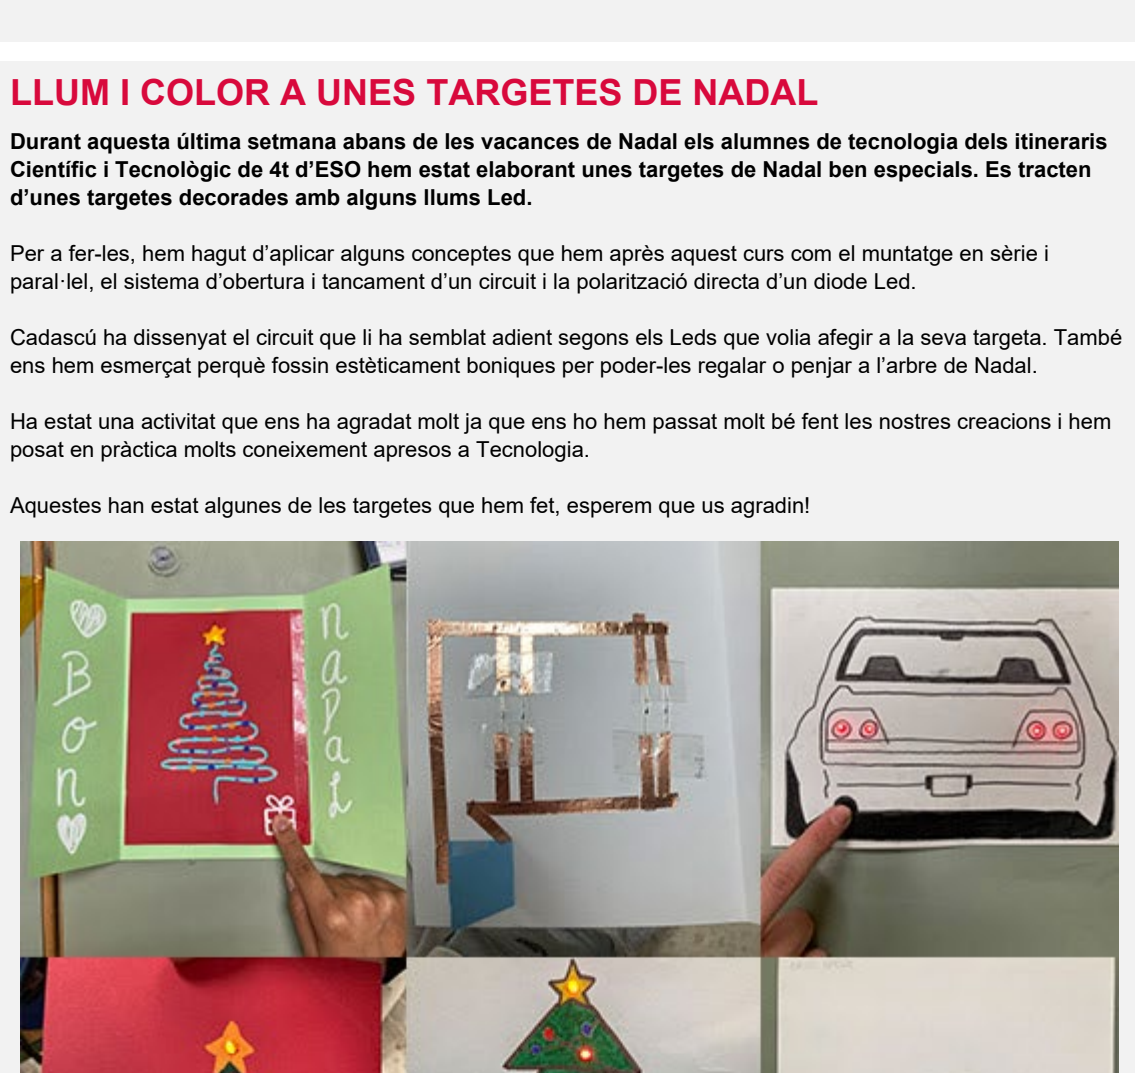 LLUM I COLOR A UNES TARGETES DE NADAL
Durant aquesta última setmana abans de les vacances de Nadal els alumnes de tecnologia dels itineraris
Científic i Tecnològic de 4t d’ESO hem estat elaborant unes targetes de Nadal ben especials. Es tracten
d’unes targetes decorades amb alguns llums Led.
Per a fer-les, hem hagut d’aplicar alguns conceptes que hem après aquest curs com el muntatge en sèrie i
paral·lel, el sistema d’obertura i tancament d’un circuit i la polarització directa d’un diode Led.
Cadascú ha dissenyat el circuit que li ha semblat adient segons els Leds que volia afegir a la seva targeta. També
ens hem esmerçat perquè fossin estèticament boniques per poder-les regalar o penjar a l’arbre de Nadal.
Ha estat una activitat que ens ha agradat molt ja que ens ho hem passat molt bé fent les nostres creacions i hem
posat en pràctica molts coneixement apresos a Tecnologia.
Aquestes han estat algunes de les targetes que hem fet, esperem que us agradin!
Bon
nadal